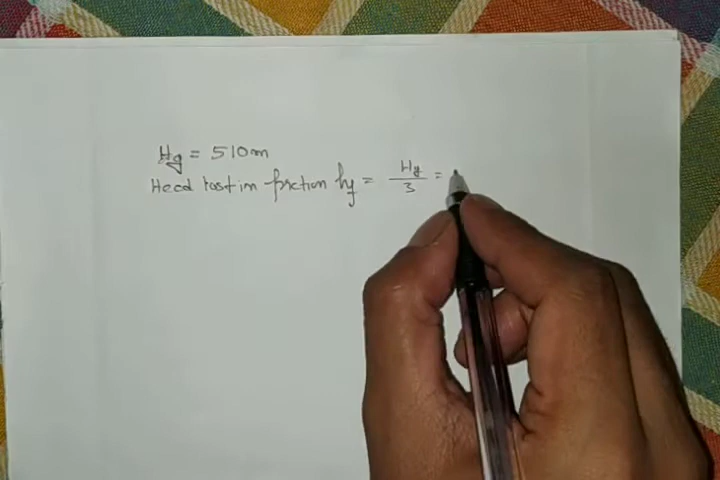 Hg = 510m
Head lost in friction hf = Hg/3 =